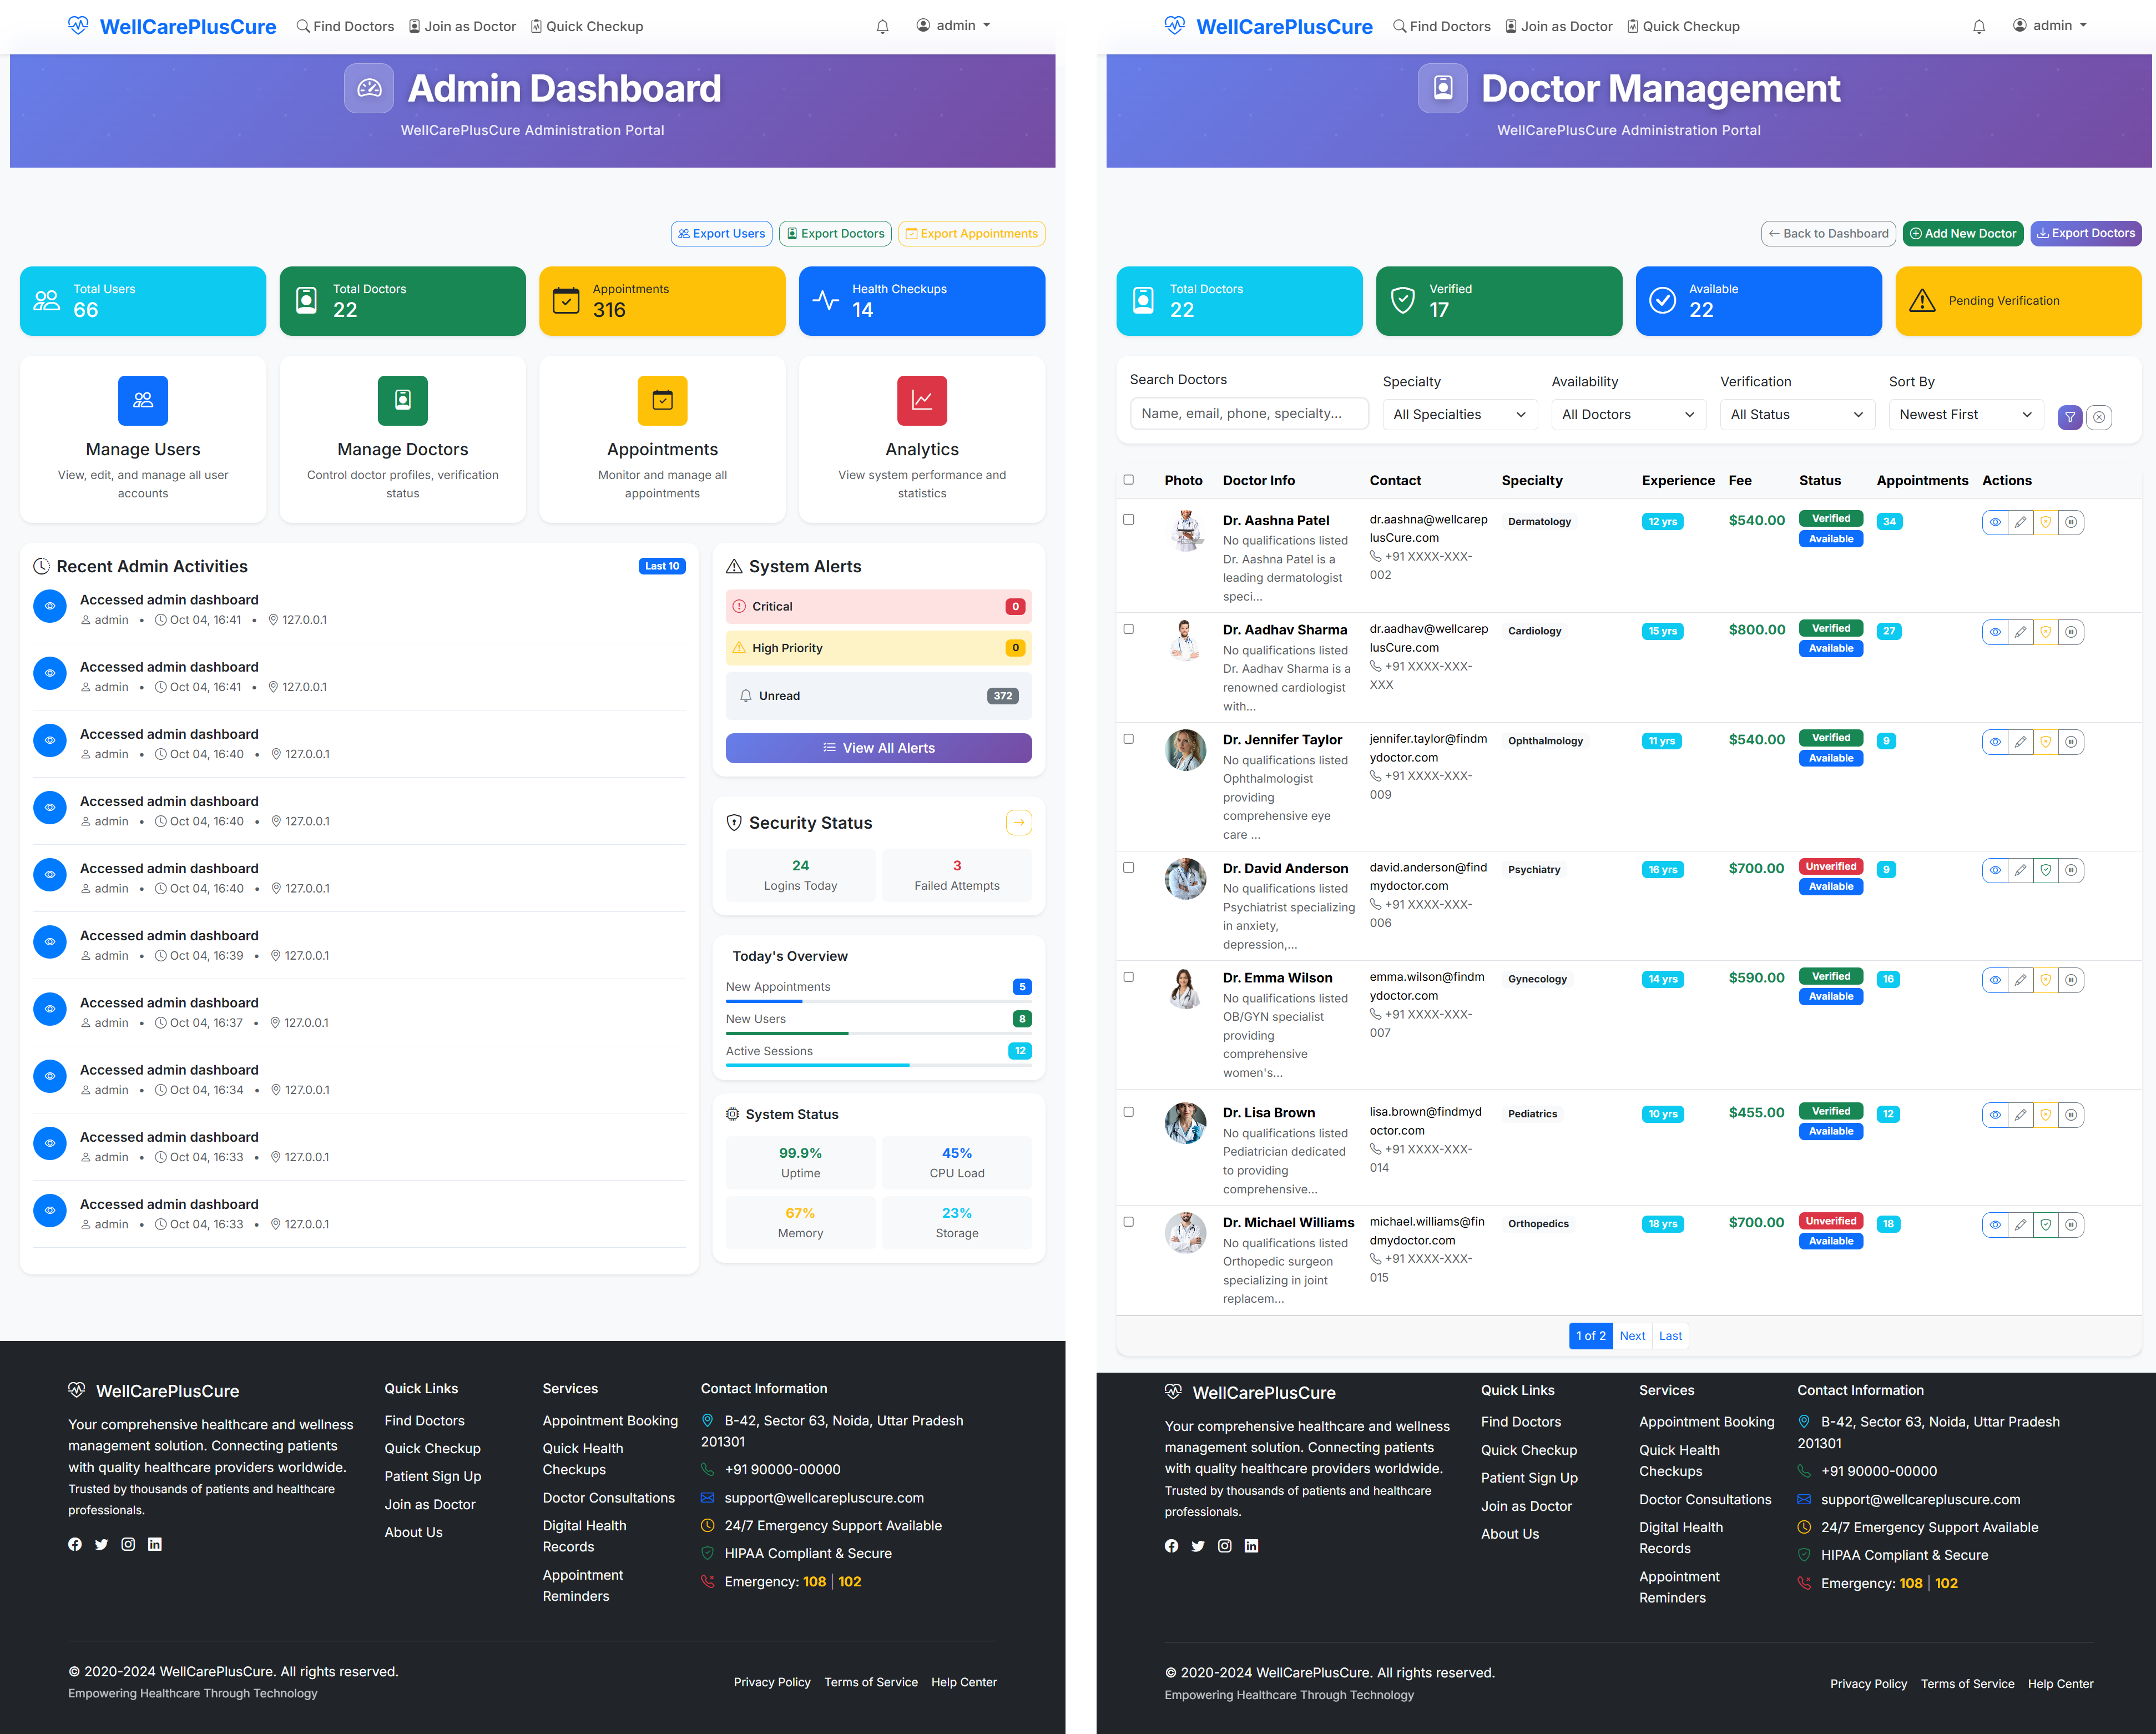 WellCarePlusCure Find Doctors Join as Doctor Quick Checkup admin
Admin Dashboard
WellCarePlusCure Administration Portal
Export Users Export Doctors Export Appointments
Total Users
66
Total Doctors
22
Appointments
316
Health Checkups
14
Manage Users
View, edit, and manage all user
accounts
Manage Doctors
Control doctor profiles, verification
status
Appointments
Monitor and manage all
appointments
Analytics
View system performance and
statistics
Recent Admin Activities Last 10
Accessed admin dashboard
admin • Oct 04, 16:41 • 127.0.0.1
Accessed admin dashboard
admin • Oct 04, 16:41 • 127.0.0.1
Accessed admin dashboard
admin • Oct 04, 16:40 • 127.0.0.1
Accessed admin dashboard
admin • Oct 04, 16:40 • 127.0.0.1
Accessed admin dashboard
admin • Oct 04, 16:40 • 127.0.0.1
Accessed admin dashboard
admin • Oct 04, 16:39 • 127.0.0.1
Accessed admin dashboard
admin • Oct 04, 16:37 • 127.0.0.1
Accessed admin dashboard
admin • Oct 04, 16:34 • 127.0.0.1
Accessed admin dashboard
admin • Oct 04, 16:33 • 127.0.0.1
Accessed admin dashboard
admin • Oct 04, 16:33 • 127.0.0.1
System Alerts
Critical 0
High Priority 0
Unread 372
View All Alerts
Security Status
24
Logins Today
3
Failed Attempts
Today's Overview
New Appointments 5
New Users 8
Active Sessions 12
System Status
99.9%
Uptime
45%
CPU Load
67%
Memory
23%
Storage
WellCarePlusCure
Your comprehensive healthcare and wellness
management solution. Connecting patients
with quality healthcare providers worldwide.
Trusted by thousands of patients and healthcare
professionals.
Quick Links
Find Doctors
Quick Checkup
Patient Sign Up
Join as Doctor
About Us
Services
Appointment Booking
Quick Health
Checkups
Doctor Consultations
Digital Health
Records
Appointment
Reminders
Contact Information
B-42, Sector 63, Noida, Uttar Pradesh
201301
+91 90000-00000
support@wellcarepluscure.com
24/7 Emergency Support Available
HIPAA Compliant & Secure
Emergency: 108 | 102
© 2020-2024 WellCarePlusCure. All rights reserved.
Empowering Healthcare Through Technology
Privacy Policy Terms of Service Help Center
WellCarePlusCure Find Doctors Join as Doctor Quick Checkup admin
Doctor Management
WellCarePlusCure Administration Portal
Back to Dashboard Add New Doctor Export Doctors
Total Doctors
22
Verified
17
Available
22
Pending Verification
Search Doctors Specialty Availability Verification Sort By
Name, email, phone, specialty... All Specialties All Doctors All Status Newest First
Photo Doctor Info Contact Specialty Experience Fee Status Appointments Actions
Dr. Aashna Patel
No qualifications listed
Dr. Aashna Patel is a
leading dermatologist
speci...
dr.aashna@wellcarep
lusCure.com
+91 XXXX-XXX-
002
Dermatology 12 yrs $540.00 Verified 34
Available
Dr. Aadhav Sharma
No qualifications listed
Dr. Aadhav Sharma is a
renowned cardiologist
with...
dr.aadhav@wellcarep
lusCure.com
+91 XXXX-XXX-
XXX
Cardiology 15 yrs $800.00 Verified 27
Available
Dr. Jennifer Taylor
No qualifications listed
Ophthalmologist
providing
comprehensive eye
care ...
jennifer.taylor@findm
ydoctor.com
+91 XXXX-XXX-
009
Ophthalmology 11 yrs $540.00 Verified 9
Available
Dr. David Anderson
No qualifications listed
Psychiatrist specializing
in anxiety,
depression,...
david.anderson@find
mydoctor.com
+91 XXXX-XXX-
006
Psychiatry 16 yrs $700.00 Unverified 9
Available
Dr. Emma Wilson
No qualifications listed
OB/GYN specialist
providing
comprehensive
women's...
emma.wilson@findm
ydoctor.com
+91 XXXX-XXX-
007
Gynecology 14 yrs $590.00 Verified 16
Available
Dr. Lisa Brown
No qualifications listed
Pediatrician dedicated
to providing
comprehensive...
lisa.brown@findmyd
octor.com
+91 XXXX-XXX-
014
Pediatrics 10 yrs $455.00 Verified 12
Available
Dr. Michael Williams
No qualifications listed
Orthopedic surgeon
specializing in joint
replacem...
michael.williams@fin
dmydoctor.com
+91 XXXX-XXX-
015
Orthopedics 18 yrs $700.00 Unverified 18
Available
1 of 2 Next Last
WellCarePlusCure
Your comprehensive healthcare and wellness
management solution. Connecting patients
with quality healthcare providers worldwide.
Trusted by thousands of patients and healthcare
professionals.
Quick Links
Find Doctors
Quick Checkup
Patient Sign Up
Join as Doctor
About Us
Services
Appointment Booking
Quick Health
Checkups
Doctor Consultations
Digital Health
Records
Appointment
Reminders
Contact Information
B-42, Sector 63, Noida, Uttar Pradesh
201301
+91 90000-00000
support@wellcarepluscure.com
24/7 Emergency Support Available
HIPAA Compliant & Secure
Emergency: 108 | 102
© 2020-2024 WellCarePlusCure. All rights reserved.
Empowering Healthcare Through Technology
Privacy Policy Terms of Service Help Center